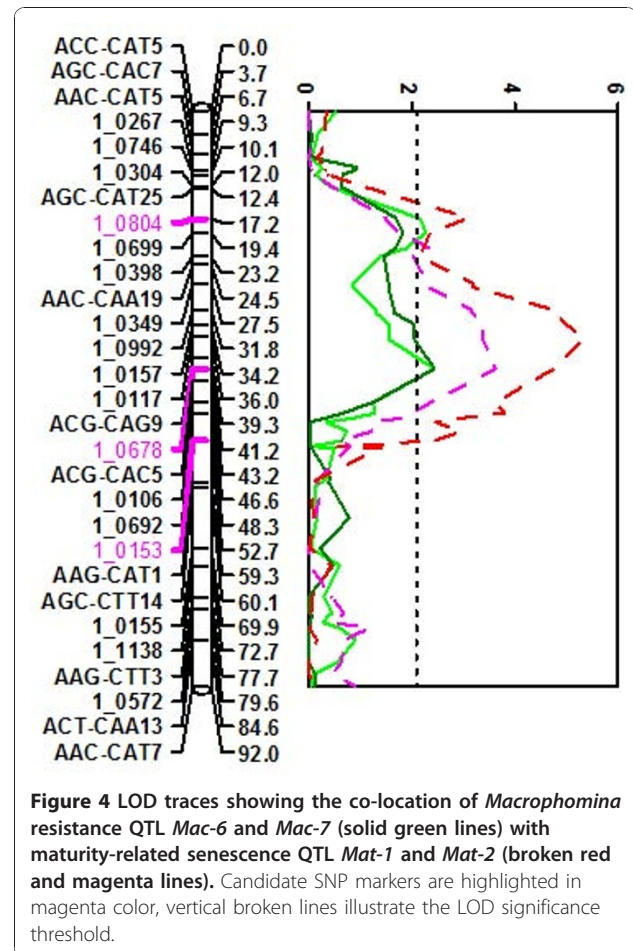 ACC-CAT5 0.0
AGC-CAC7 3.7
AAC-CAT5 6.7
1_0267 9.3
1_0746 10.1
1_0304 12.0
AGC-CAT25 12.4
1_0804 17.2
1_0699 19.4
1_0398 23.2
AAC-CAA19 24.5
1_0349 27.5
1_0992 31.8
1_0157 34.2
1_0117 36.0
ACG-CAG9 39.3
1_0678 41.2
ACG-CAC5 43.2
1_0106 46.6
1_0692 48.3
1_0153 52.7
AAG-CAT1 59.3
AGC-CTT14 60.1
1_0155 69.9
1_1138 72.7
AAG-CTT3 77.7
1_0572 79.6
ACT-CAA13 84.6
AAC-CAT7 92.0
0 2 4 6
Figure 4 LOD traces showing the co-location of Macrophomina
resistance QTL Mac-6 and Mac-7 (solid green lines) with
maturity-related senescence QTL Mat-1 and Mat-2 (broken red
and magenta lines). Candidate SNP markers are highlighted in
magenta color, vertical broken lines illustrate the LOD significance
threshold.